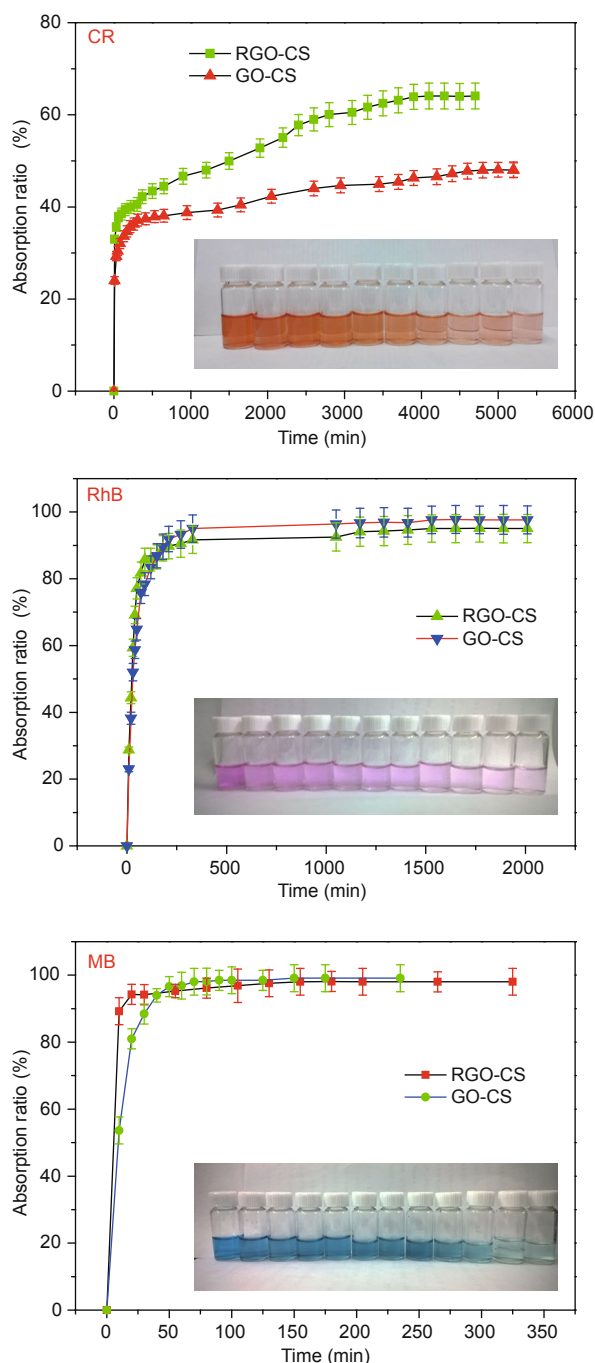 CR
RGO-CS
GO-CS
Absorption ratio (%)
80
60
40
20
0
0 1000 2000 3000 4000 5000 6000
Time (min)
RhB
RGO-CS
GO-CS
Absorption ratio (%)
100
80
60
40
20
0
0 500 1000 1500 2000
Time (min)
MB
RGO-CS
GO-CS
Absorption ratio (%)
100
80
60
40
20
0
0 50 100 150 200 250 300 350
Time (min)